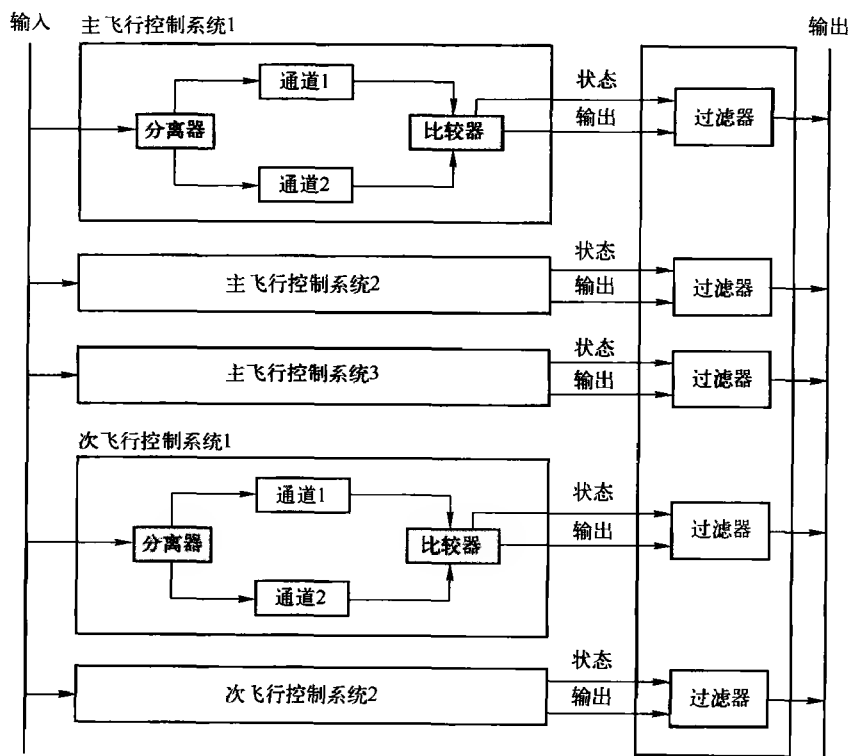 输入
主飞行控制系统1
输出
通道1
分离器
比较器
通道2
状态
输出
过滤器
主飞行控制系统2
状态
输出
过滤器
主飞行控制系统3
状态
输出
过滤器
次飞行控制系统1
通道1
分离器
比较器
通道2
状态
输出
过滤器
次飞行控制系统2
状态
输出
过滤器